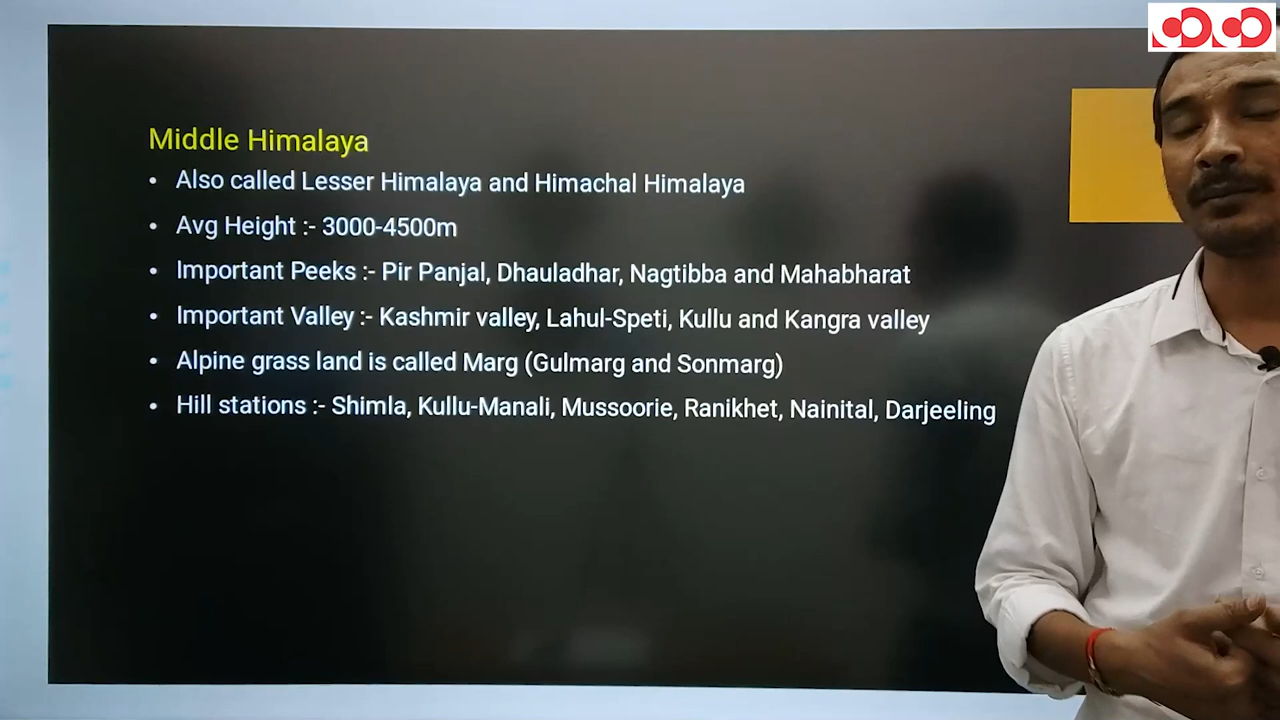 Middle Himalaya
• Also called Lesser Himalaya and Himachal Himalaya
• Avg Height :- 3000-4500m
• Important Peeks :- Pir Panjal, Dhauladhar, Nagtibba and Mahabharat
• Important Valley :- Kashmir valley, Lahul-Speti, Kullu and Kangra valley
• Alpine grass land is called Marg (Gulmarg and Sonmarg)
• Hill stations :- Shimla, Kullu-Manali, Mussoorie, Ranikhet, Nainital, Darjeeling